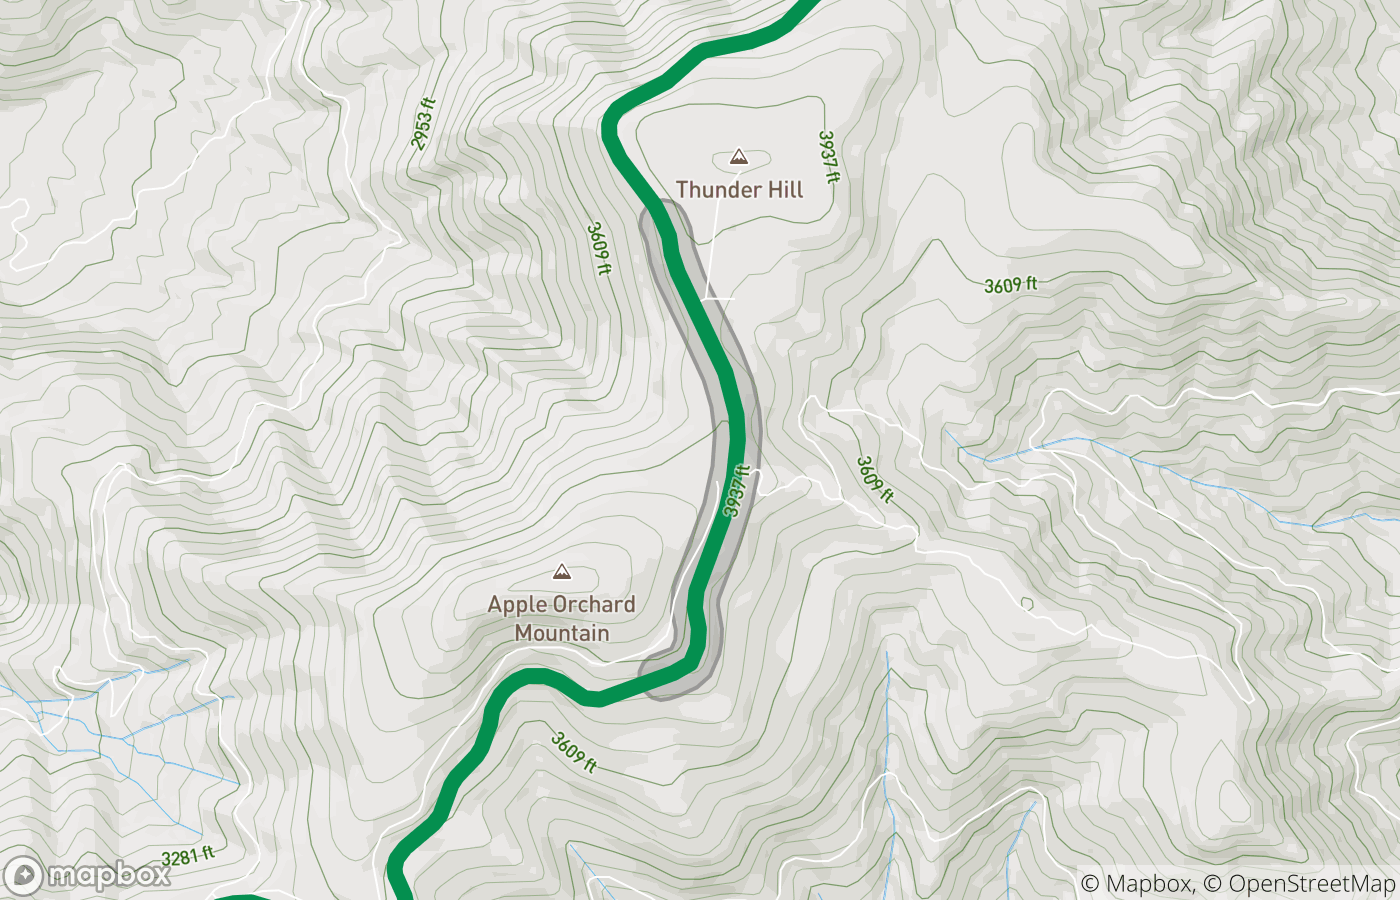 2953 ft
3937 ft
Thunder Hill
3609 ft
3609 ft
3609 ft
3937 ft
Apple Orchard
Mountain
3609 ft
3281 ft
mapbox
© Mapbox, © OpenStreetMap